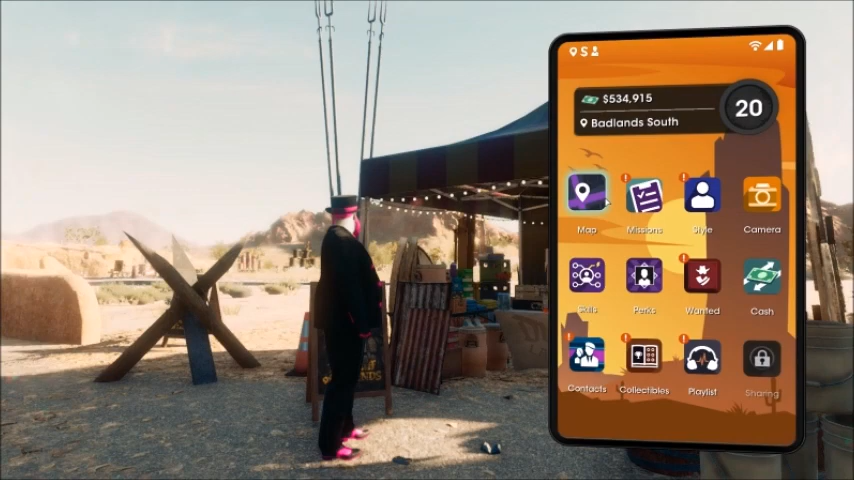 S
$534,915
20
Badlands South
Map
Missions
Style
Camera
Skills
Perks
Wanted
Cash
Contacts
Collectibles
Playlist
Sharing